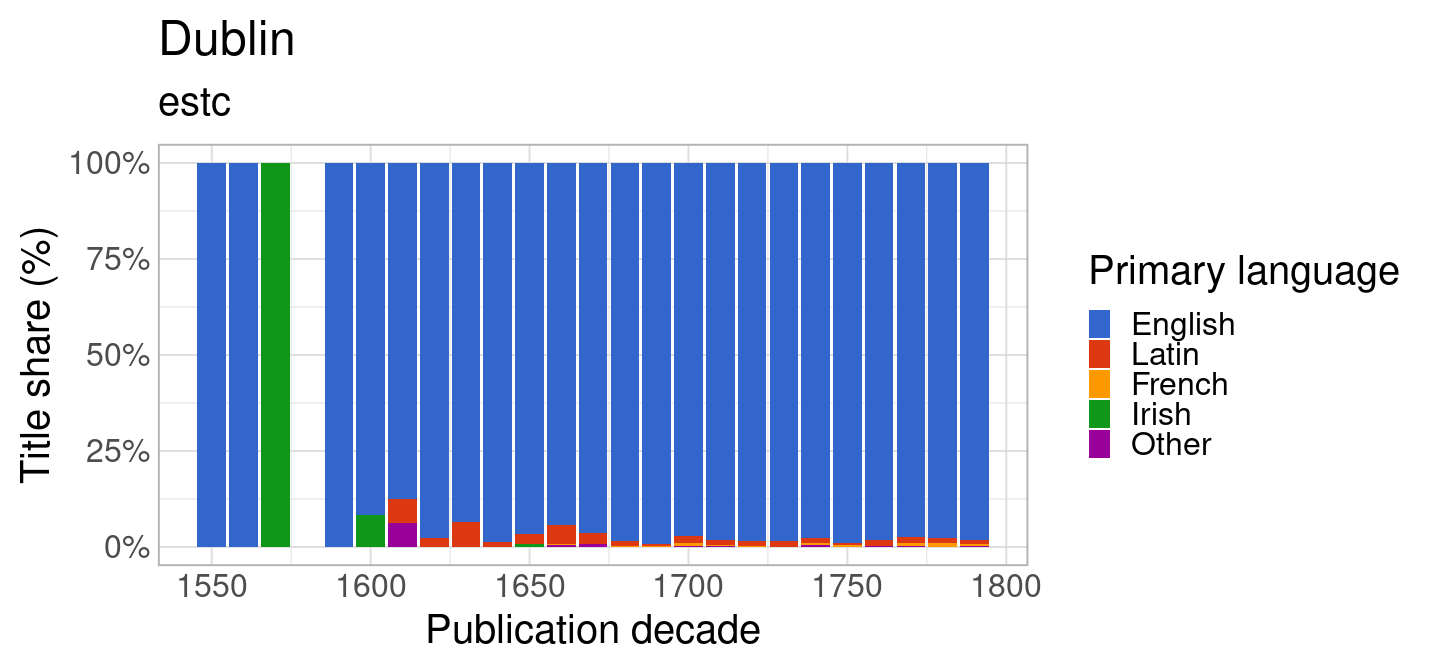 Dublin
estc
Title share (%)
100%
75%
50%
25%
0%
1550 1600 1650 1700 1750 1800
Publication decade
Primary language
English
Latin
French
Irish
Other